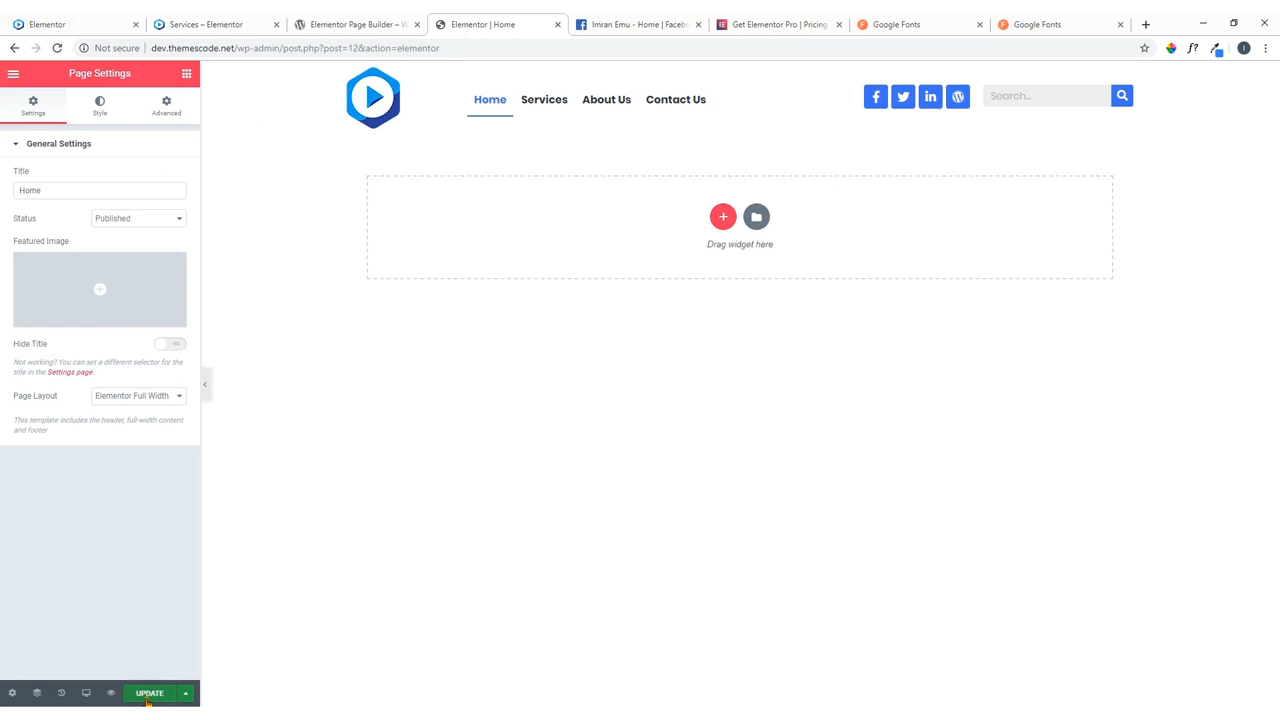 Elementor
Services – Elementor
Elementor Page Builder – W
Elementor | Home
Imran Emu - Home | Facebo
Get Elementor Pro | Pricing
Google Fonts
Google Fonts
Not secure | dev.themescode.net/wp-admin/post.php?post=12&action=elementor
f?
I
Page Settings
Settings
Style
Advanced
General Settings
Title
Home
Status
Published
Featured Image
Hide Title
NO
Not working? You can set a different selector for the
title in the Settings page.
Page Layout
Elementor Full Width
This template includes the header, full-width content
and footer
UPDATE
Home
Services
About Us
Contact Us
Search...
Drag widget here